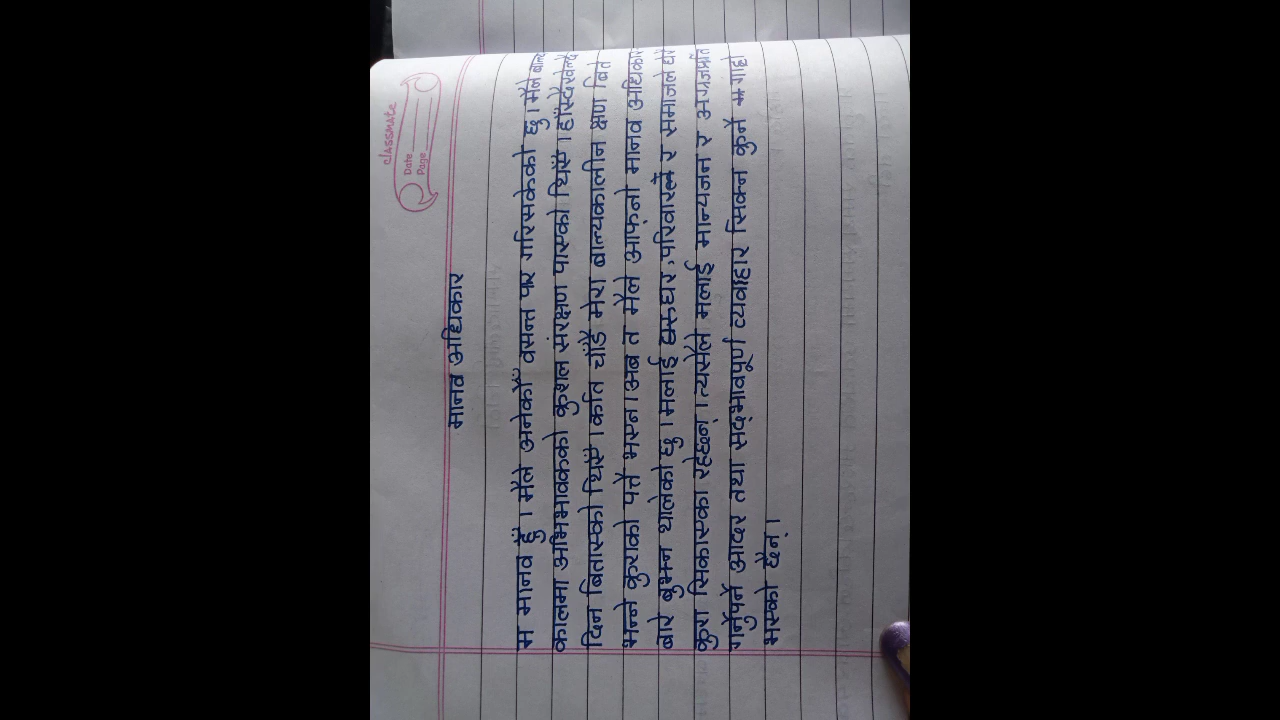 classmate
Date
Page
मानव अधिकार
म मानव हुँ । मैले अनेकौँ वसन्त पार गरिसकेको छु । मैले बाल्य
कालमा अभिभावकको कुशल संरक्षण पाएको थिएँ । हाँस्दैखेल्दै
दिन बिताएको थिएँ । कति चाँडै मेरा बाल्यकालीन क्षण बिते
भन्ने कुराको पत्तै भएन । अब त मैले आफ्नो मानव अधिकार
बारे बुझ्न थालेको छु । मलाई घर, परिवारले र समाजले धेरै
कुरा सिकाएका रहेछन् । त्यसैले मलाई मान्यजन र अग्रजप्रति
गर्नुपर्ने आदर तथा सद्भावपूर्ण व्यवाहार सिक्न कुनै गाह्रो
भएको छैन् ।